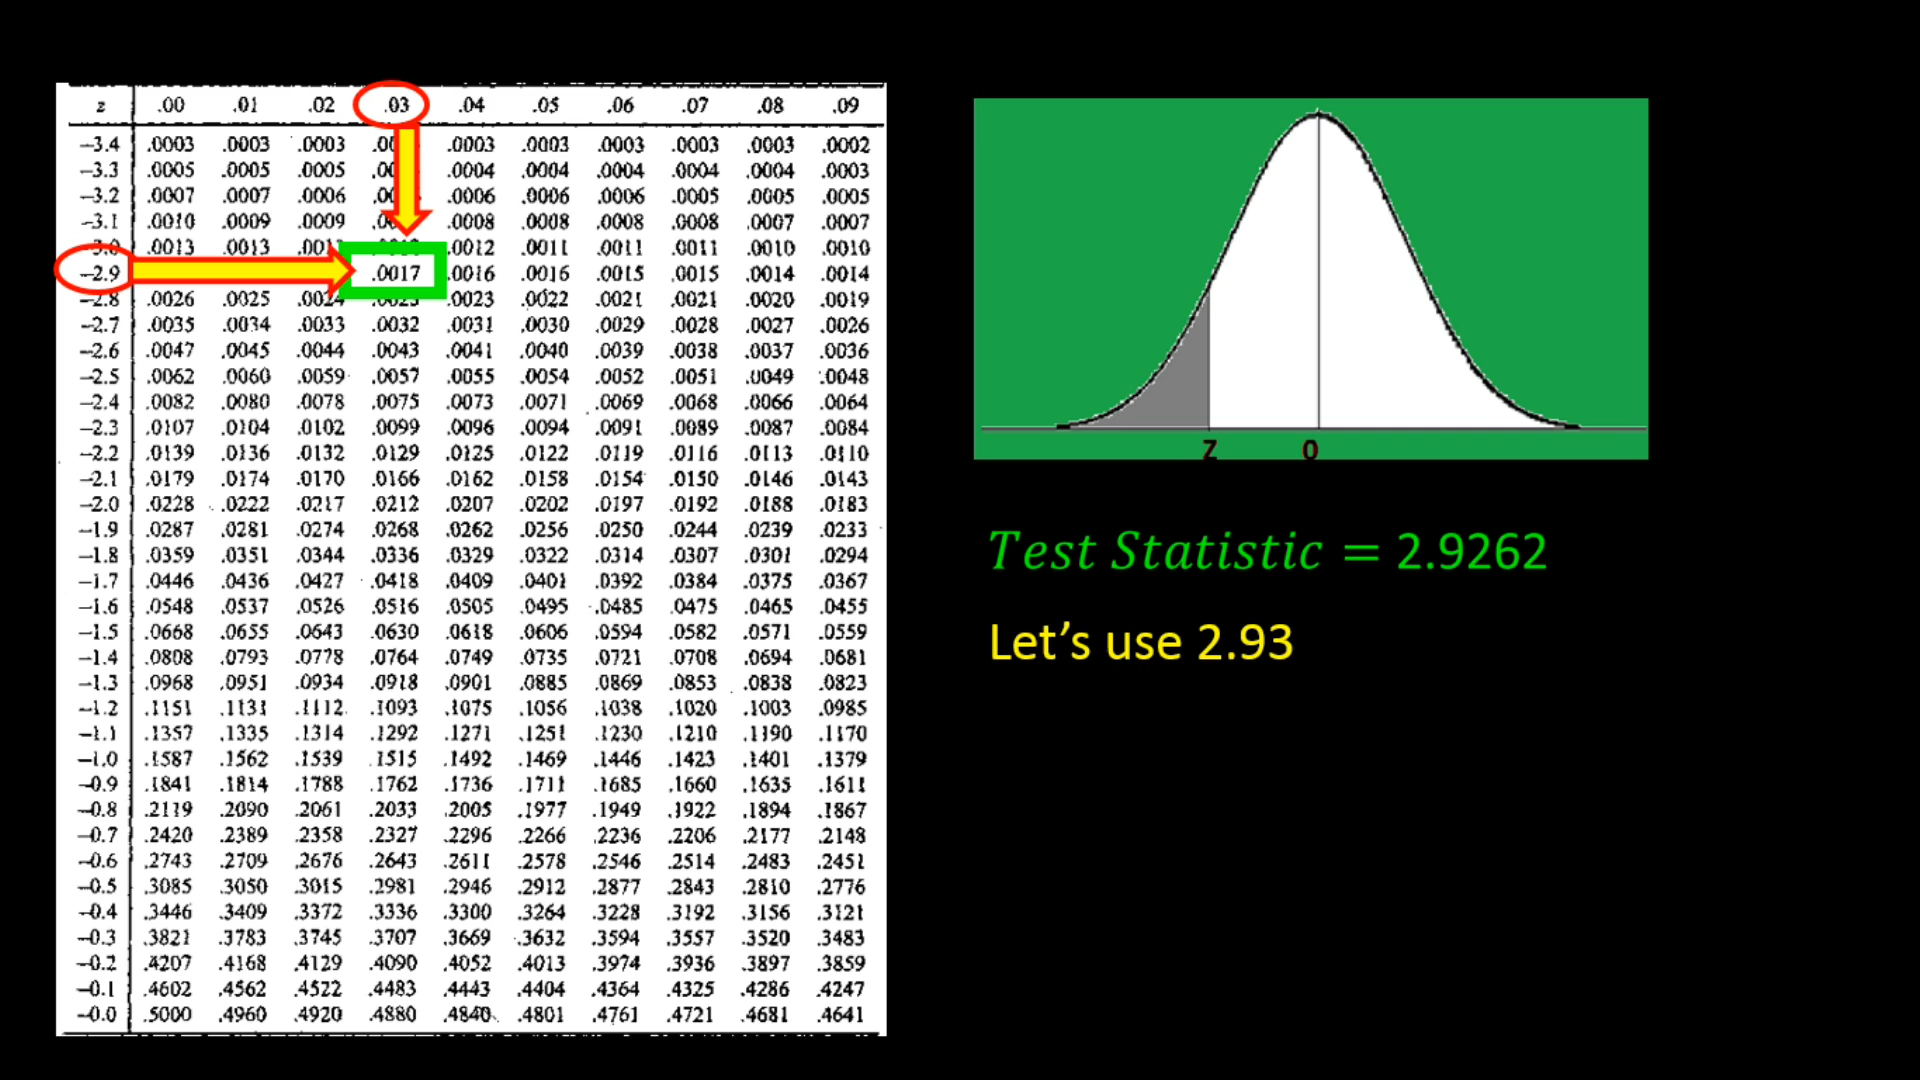 z .00 .01 .02 .03 .04 .05 .06 .07 .08 .09
−3.4 .0003 .0003 .0003 .0003 .0003 .0003 .0003 .0003 .0002
−3.3 .0005 .0005 .0005 .0004 .0004 .0004 .0004 .0004 .0003
−3.2 .0007 .0007 .0006 .0006 .0006 .0006 .0005 .0005 .0005
−3.1 .0010 .0009 .0009 .0008 .0008 .0008 .0008 .0007 .0007
−3.0 .0013 .0013 .0012 .0011 .0011 .0011 .0010 .0010
−2.9 .0017 .0016 .0016 .0015 .0015 .0014 .0014
−2.8 .0026 .0025 .0024 .0023 .0023 .0022 .0021 .0021 .0020 .0019
−2.7 .0035 .0034 .0033 .0032 .0031 .0030 .0029 .0028 .0027 .0026
−2.6 .0047 .0045 .0044 .0043 .0041 .0040 .0039 .0038 .0037 .0036
−2.5 .0062 .0060 .0059 .0057 .0055 .0054 .0052 .0051 .0049 .0048
−2.4 .0082 .0080 .0078 .0075 .0073 .0071 .0069 .0068 .0066 .0064
−2.3 .0107 .0104 .0102 .0099 .0096 .0094 .0091 .0089 .0087 .0084
−2.2 .0139 .0136 .0132 .0129 .0125 .0122 .0119 .0116 .0113 .0110
−2.1 .0179 .0174 .0170 .0166 .0162 .0158 .0154 .0150 .0146 .0143
−2.0 .0228 .0222 .0217 .0212 .0207 .0202 .0197 .0192 .0188 .0183
−1.9 .0287 .0281 .0274 .0268 .0262 .0256 .0250 .0244 .0239 .0233
−1.8 .0359 .0351 .0344 .0336 .0329 .0322 .0314 .0307 .0301 .0294
−1.7 .0446 .0436 .0427 .0418 .0409 .0401 .0392 .0384 .0375 .0367
−1.6 .0548 .0537 .0526 .0516 .0505 .0495 .0485 .0475 .0465 .0455
−1.5 .0668 .0655 .0643 .0630 .0618 .0606 .0594 .0582 .0571 .0559
−1.4 .0808 .0793 .0778 .0764 .0749 .0735 .0721 .0708 .0694 .0681
−1.3 .0968 .0951 .0934 .0918 .0901 .0885 .0869 .0853 .0838 .0823
−1.2 .1151 .1131 .1112 .1093 .1075 .1056 .1038 .1020 .1003 .0985
−1.1 .1357 .1335 .1314 .1292 .1271 .1251 .1230 .1210 .1190 .1170
−1.0 .1587 .1562 .1539 .1515 .1492 .1469 .1446 .1423 .1401 .1379
−0.9 .1841 .1814 .1788 .1762 .1736 .1711 .1685 .1660 .1635 .1611
−0.8 .2119 .2090 .2061 .2033 .2005 .1977 .1949 .1922 .1894 .1867
−0.7 .2420 .2389 .2358 .2327 .2296 .2266 .2236 .2206 .2177 .2148
−0.6 .2743 .2709 .2676 .2643 .2611 .2578 .2546 .2514 .2483 .2451
−0.5 .3085 .3050 .3015 .2981 .2946 .2912 .2877 .2843 .2810 .2776
−0.4 .3446 .3409 .3372 .3336 .3300 .3264 .3228 .3192 .3156 .3121
−0.3 .3821 .3783 .3745 .3707 .3669 .3632 .3594 .3557 .3520 .3483
−0.2 .4207 .4168 .4129 .4090 .4052 .4013 .3974 .3936 .3897 .3859
−0.1 .4602 .4562 .4522 .4483 .4443 .4404 .4364 .4325 .4286 .4247
−0.0 .5000 .4960 .4920 .4880 .4840 .4801 .4761 .4721 .4681 .4641
Z 0
Test Statistic = 2.9262
Let’s use 2.93